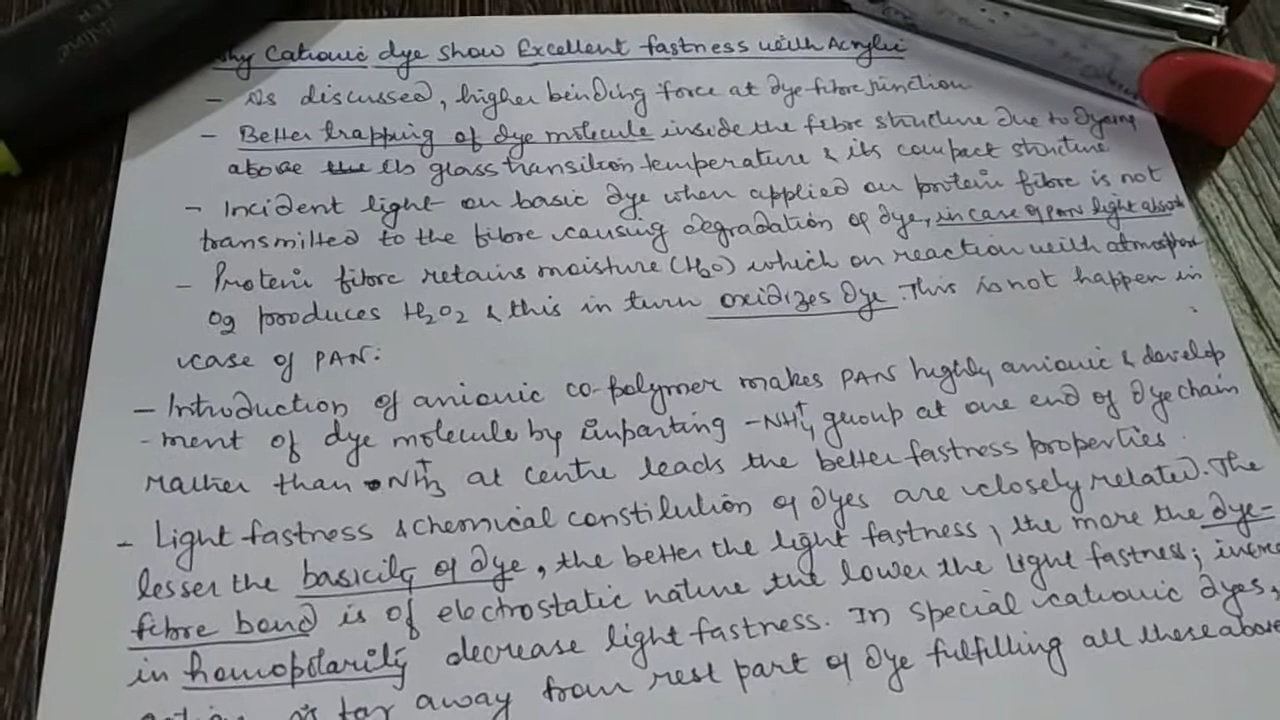 Why Cationic dye show Excellent fastness with Acrylic
- As discussed, higher binding force at dye fibre junction
- Better trapping of dye molecule inside the fibre structure due to Dyeing
above its glass transition temperature & its compact structure
- Incident light on basic dye when applied on protein fibre is not
transmitted to the fibre causing degradation of dye, in case of PAN light absorb
- Protein fibre retains moisture (H2O) which on reaction with atmospheric
O2 produces H2O2 & this in turn oxidizes dye. This is not happen in
case of PAN.
- Introduction of anionic co-polymer makes PAN highly anionic & develop
-ment of dye molecule by imparting -NH4+ group at one end of dye chain
rather than NH3+ at centre leads the better fastness properties.
- Light fastness & chemical constitution of dyes are closely related. The
lesser the basicity of dye, the better the light fastness, the more the dye-
fibre bond is of electrostatic nature the lower the light fastness; increase
in homopolarity decrease light fastness. In special cationic dyes,
is far away from rest part of dye fulfilling all these above